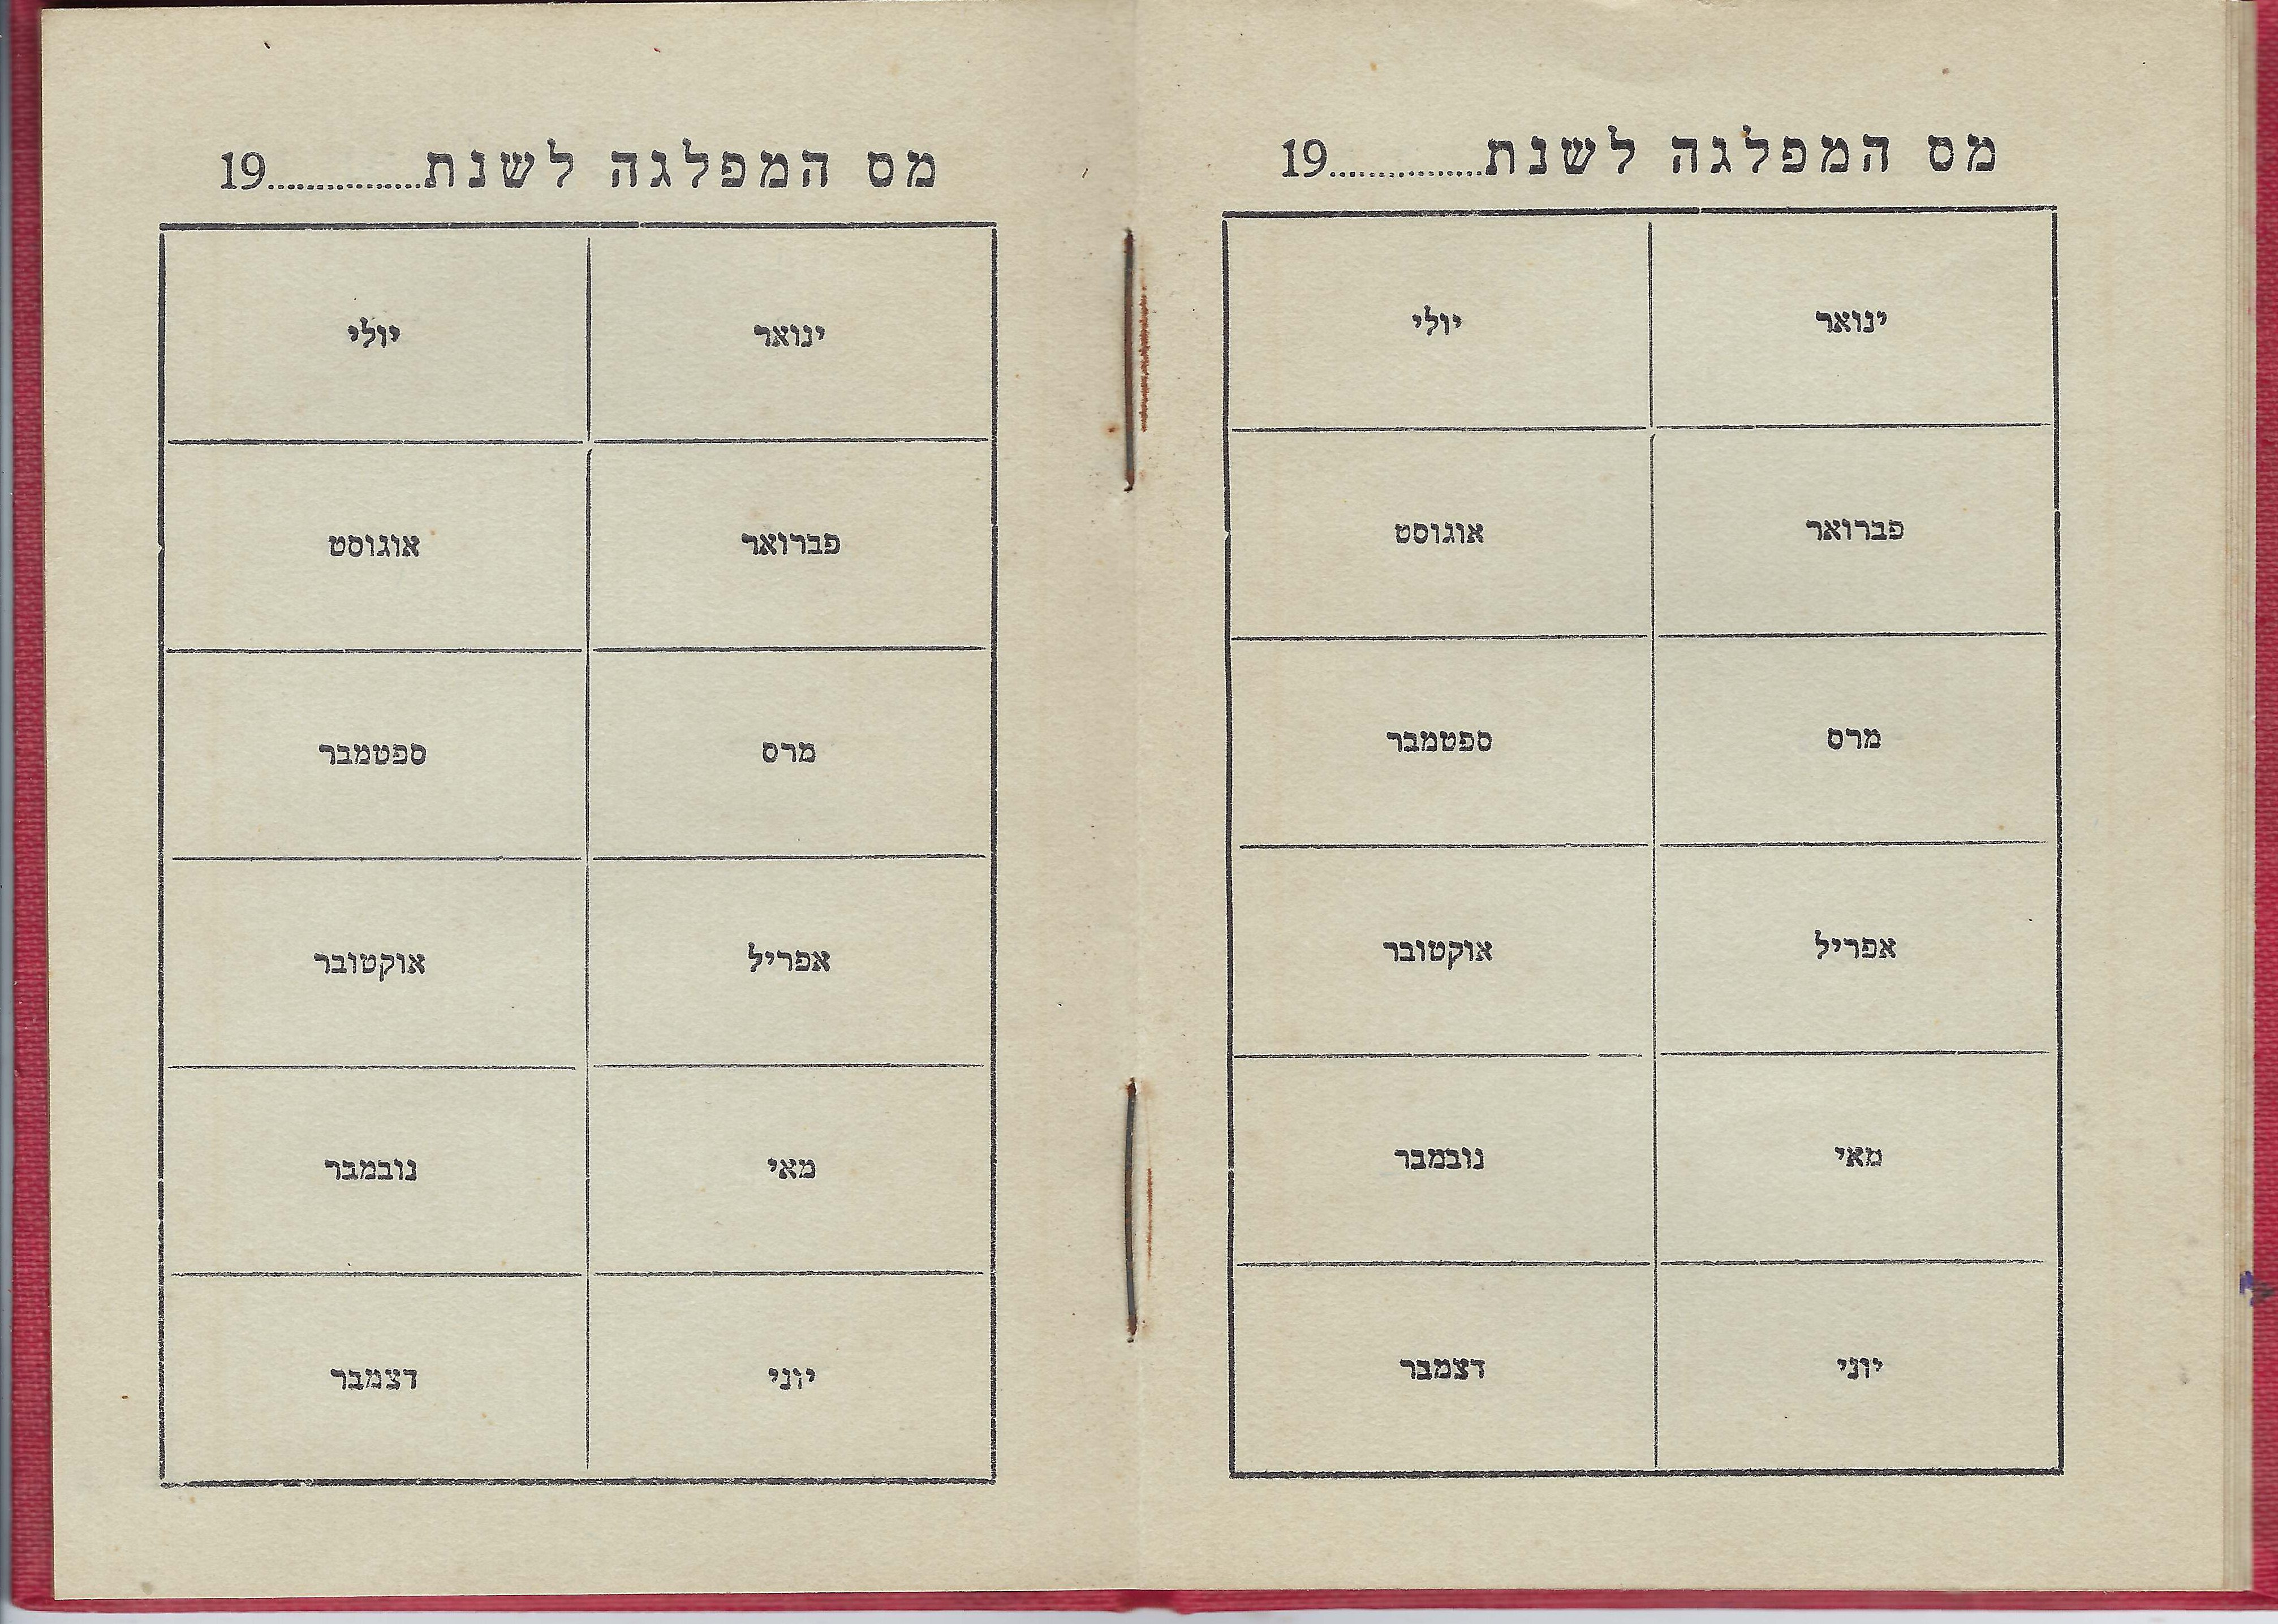 מס המפלגה לשנת................19
ינואר יולי
פברואר אוגוסט
מרס ספטמבר
אפריל אוקטובר
מאי נובמבר
יוני דצמבר
מס המפלגה לשנת................19
ינואר יולי
פברואר אוגוסט
מרס ספטמבר
אפריל אוקטובר
מאי נובמבר
יוני דצמבר